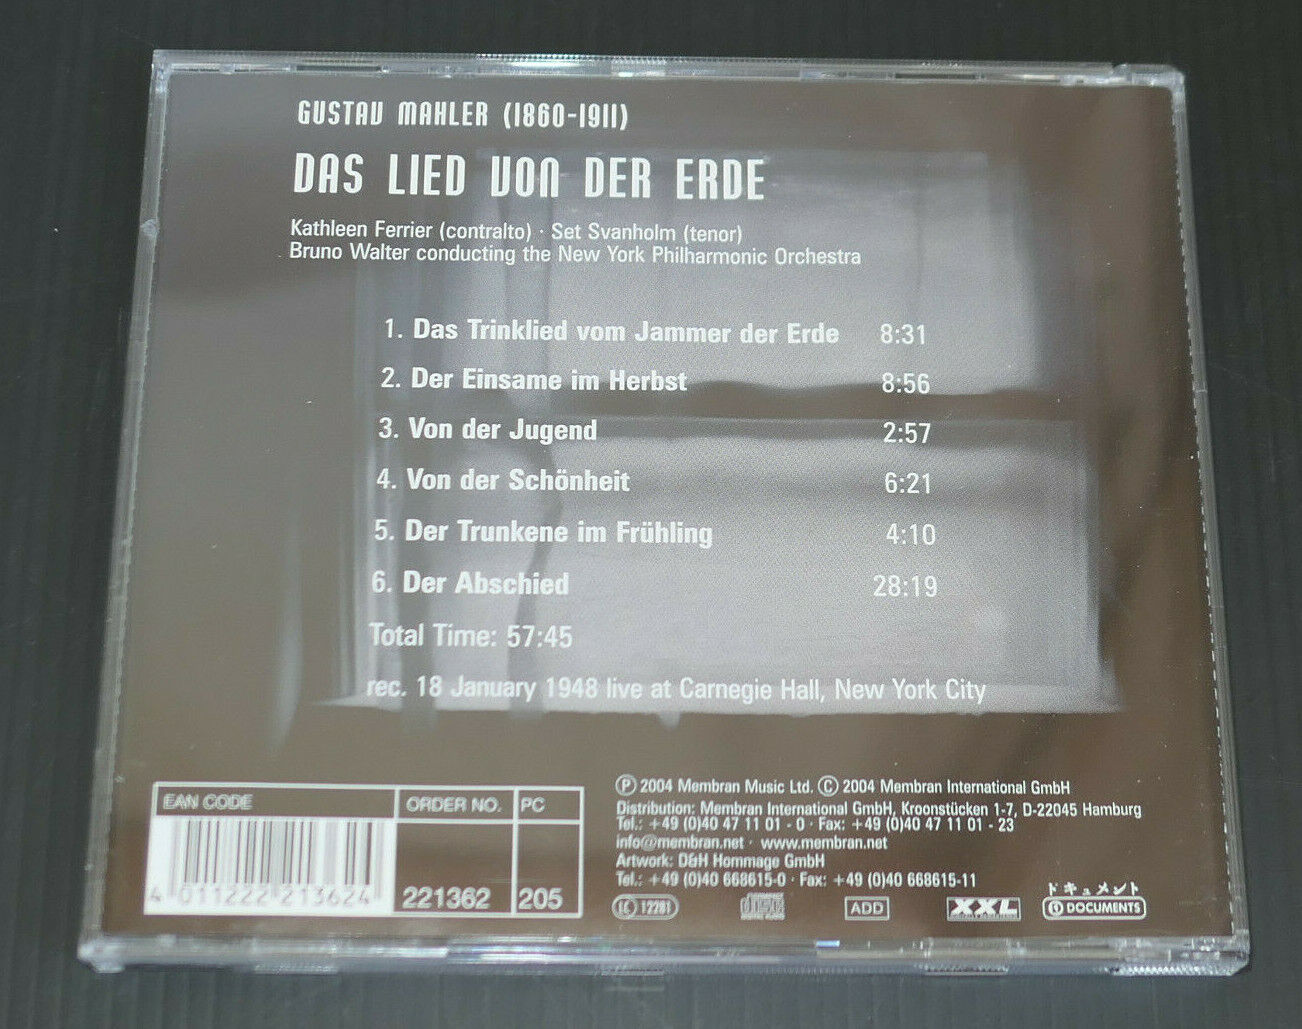 GUSTAV MAHLER (1860-1911)
DAS LIED VON DER ERDE
Kathleen Ferrier (contralto) · Set Svanholm (tenor)
Bruno Walter conducting the New York Philharmonic Orchestra
1. Das Trinklied vom Jammer der Erde 8:31
2. Der Einsame im Herbst 8:56
3. Von der Jugend 2:57
4. Von der Schönheit 6:21
5. Der Trunkene im Frühling 4:10
6. Der Abschied 28:19
Total Time: 57:45
rec. 18 January 1948 live at Carnegie Hall, New York City
EAN CODE ORDER NO. PC
4 011222 213624 221362 205
Ⓟ 2004 Membran Music Ltd. Ⓒ 2004 Membran International GmbH
Distribution: Membran International GmbH, Kroonstücken 1-7, D-22045 Hamburg
Tel.: +49 (0)40 47 11 01 - 0 · Fax: +49 (0)40 47 11 01 - 23
info@membran.net · www.membran.net
Artwork: D&H Hommage GmbH
Tel.: +49 (0)40 668615-0 · Fax: +49 (0)40 668615-11
LC 12281 disc DIGITAL AUDIO ADD XXL
ドキュメント
DOCUMENTS